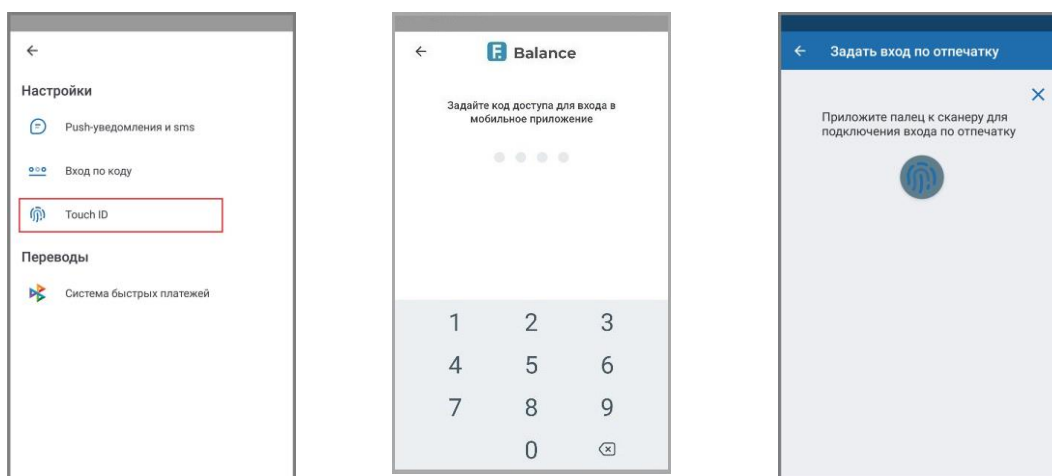 Настройки
Push-уведомления и sms
Вход по коду
Touch ID
Переводы
Система быстрых платежей
F. Balance
Задайте код доступа для входа в
мобильное приложение
1 2 3
4 5 6
7 8 9
0
Задать вход по отпечатку
Приложите палец к сканеру для
подключения входа по отпечатку